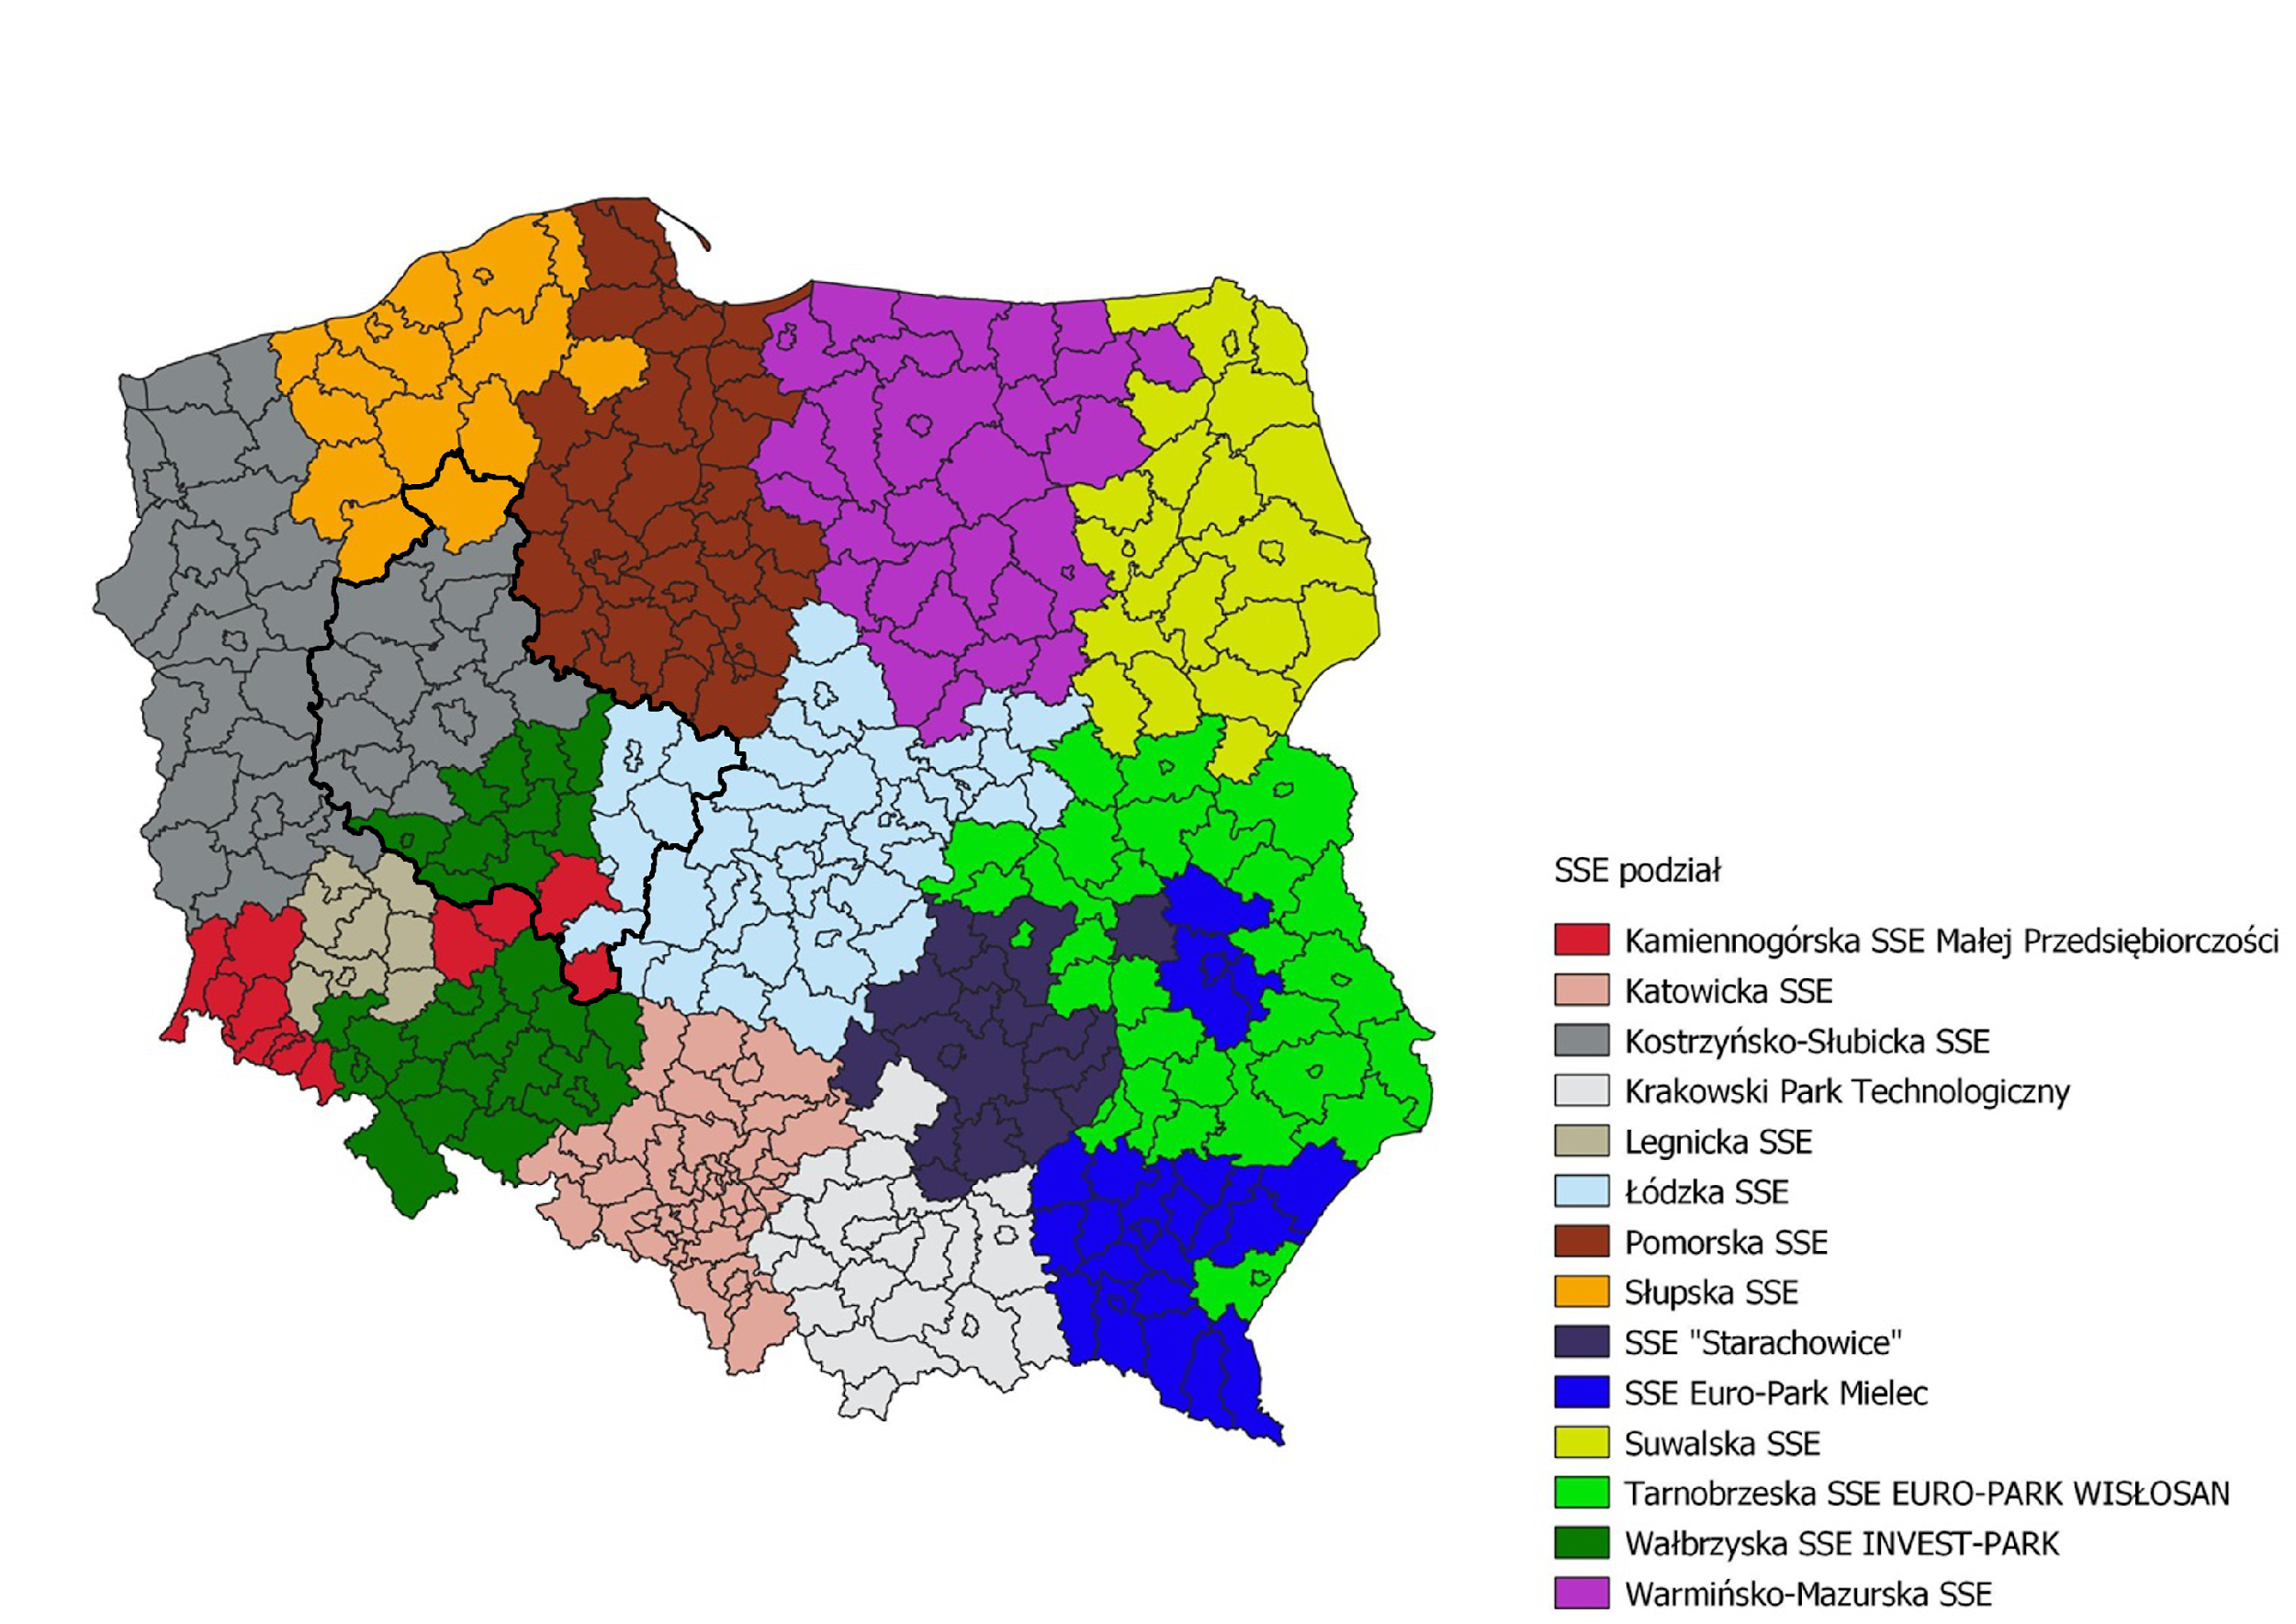 SSE podział
Kamiennogórska SSE Małej Przedsiębiorczości
Katowicka SSE
Kostrzyńsko-Słubicka SSE
Krakowski Park Technologiczny
Legnicka SSE
Łódzka SSE
Pomorska SSE
Słupska SSE
SSE "Starachowice"
SSE Euro-Park Mielec
Suwalska SSE
Tarnobrzeska SSE EURO-PARK WISŁOSAN
Wałbrzyska SSE INVEST-PARK
Warmińsko-Mazurska SSE